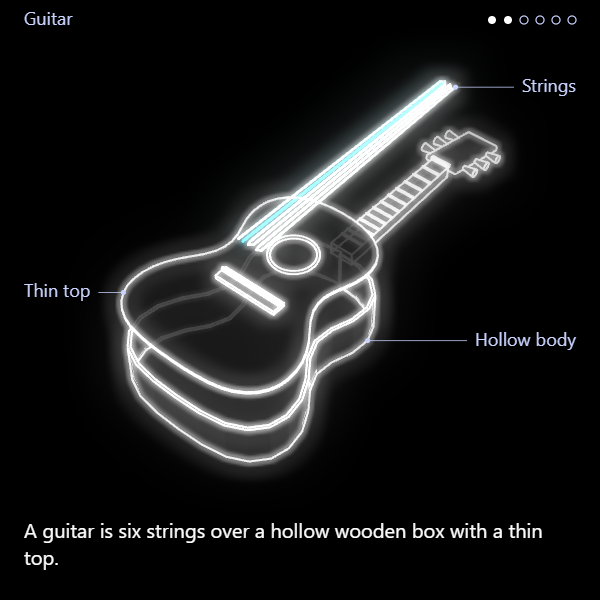 Guitar
Strings
Thin top
Hollow body
A guitar is six strings over a hollow wooden box with a thin
top.